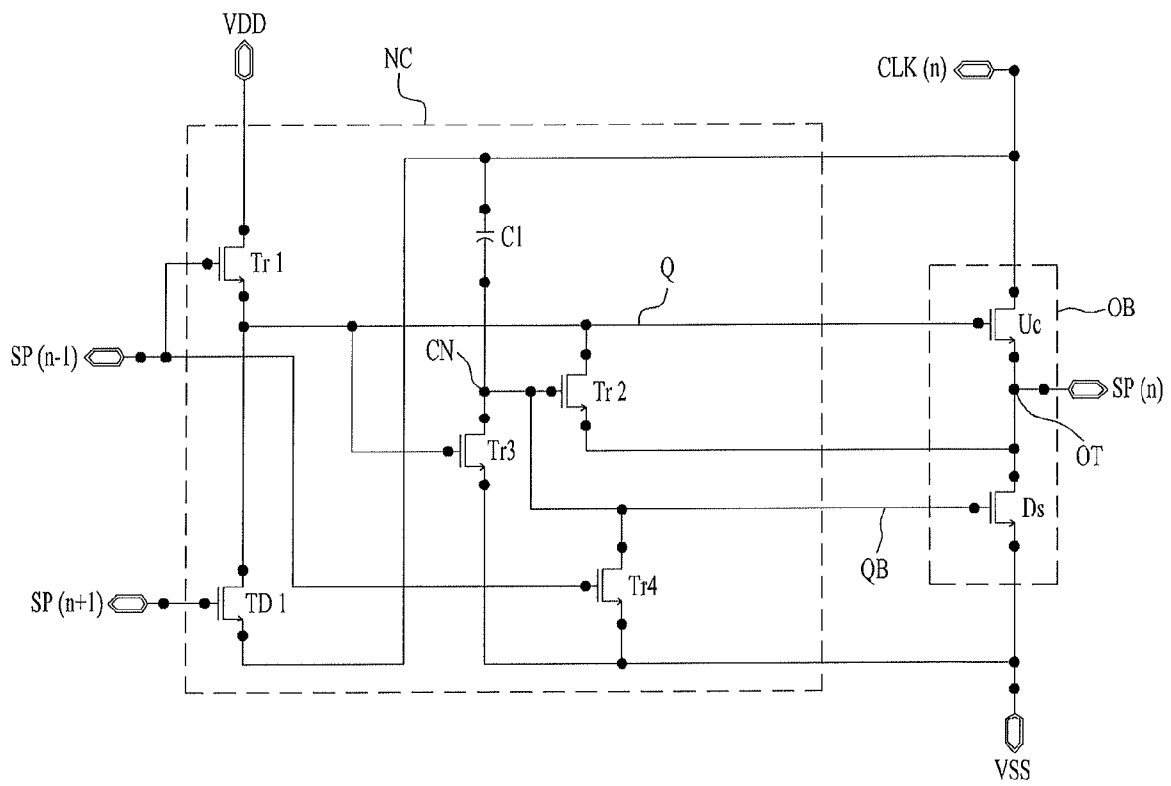 VDD
NC
CLK (n)
C1
Tr 1
Q
Uc
OB
SP (n-1)
CN
Tr 2
SP (n)
Tr3
OT
Ds
QB
Tr4
SP (n+1)
TD 1
VSS